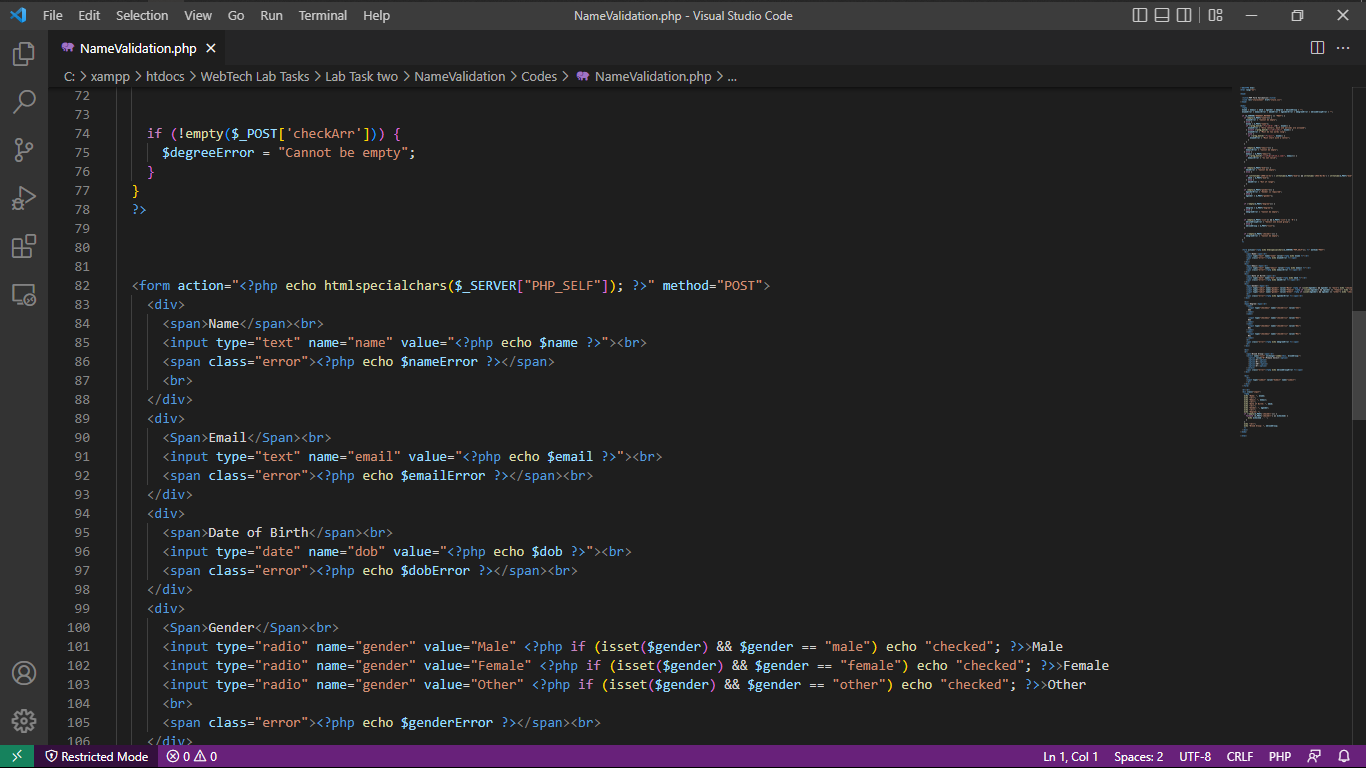 File Edit Selection View Go Run Terminal Help NameValidation.php - Visual Studio Code
NameValidation.php
C: > xampp > htdocs > WebTech Lab Tasks > Lab Task two > NameValidation > Codes > NameValidation.php > ...
72
73
74 if (!empty($_POST['checkArr'])) {
75 $degreeError = "Cannot be empty";
76 }
77 }
78 ?>
79
80
81
82 <form action="<?php echo htmlspecialchars($_SERVER["PHP_SELF"]); ?>" method="POST">
83 <div>
84 <span>Name</span><br>
85 <input type="text" name="name" value="<?php echo $name ?>"><br>
86 <span class="error"><?php echo $nameError ?></span>
87 <br>
88 </div>
89 <div>
90 <Span>Email</Span><br>
91 <input type="text" name="email" value="<?php echo $email ?>"><br>
92 <span class="error"><?php echo $emailError ?></span><br>
93 </div>
94 <div>
95 <span>Date of Birth</span><br>
96 <input type="date" name="dob" value="<?php echo $dob ?>"><br>
97 <span class="error"><?php echo $dobError ?></span><br>
98 </div>
99 <div>
100 <Span>Gender</Span><br>
101 <input type="radio" name="gender" value="Male" <?php if (isset($gender) && $gender == "male") echo "checked"; ?>>Male
102 <input type="radio" name="gender" value="Female" <?php if (isset($gender) && $gender == "female") echo "checked"; ?>>Female
103 <input type="radio" name="gender" value="Other" <?php if (isset($gender) && $gender == "other") echo "checked"; ?>>Other
104 <br>
105 <span class="error"><?php echo $genderError ?></span><br>
106 </div>
Restricted Mode 0 0 Ln 1, Col 1 Spaces: 2 UTF-8 CRLF PHP